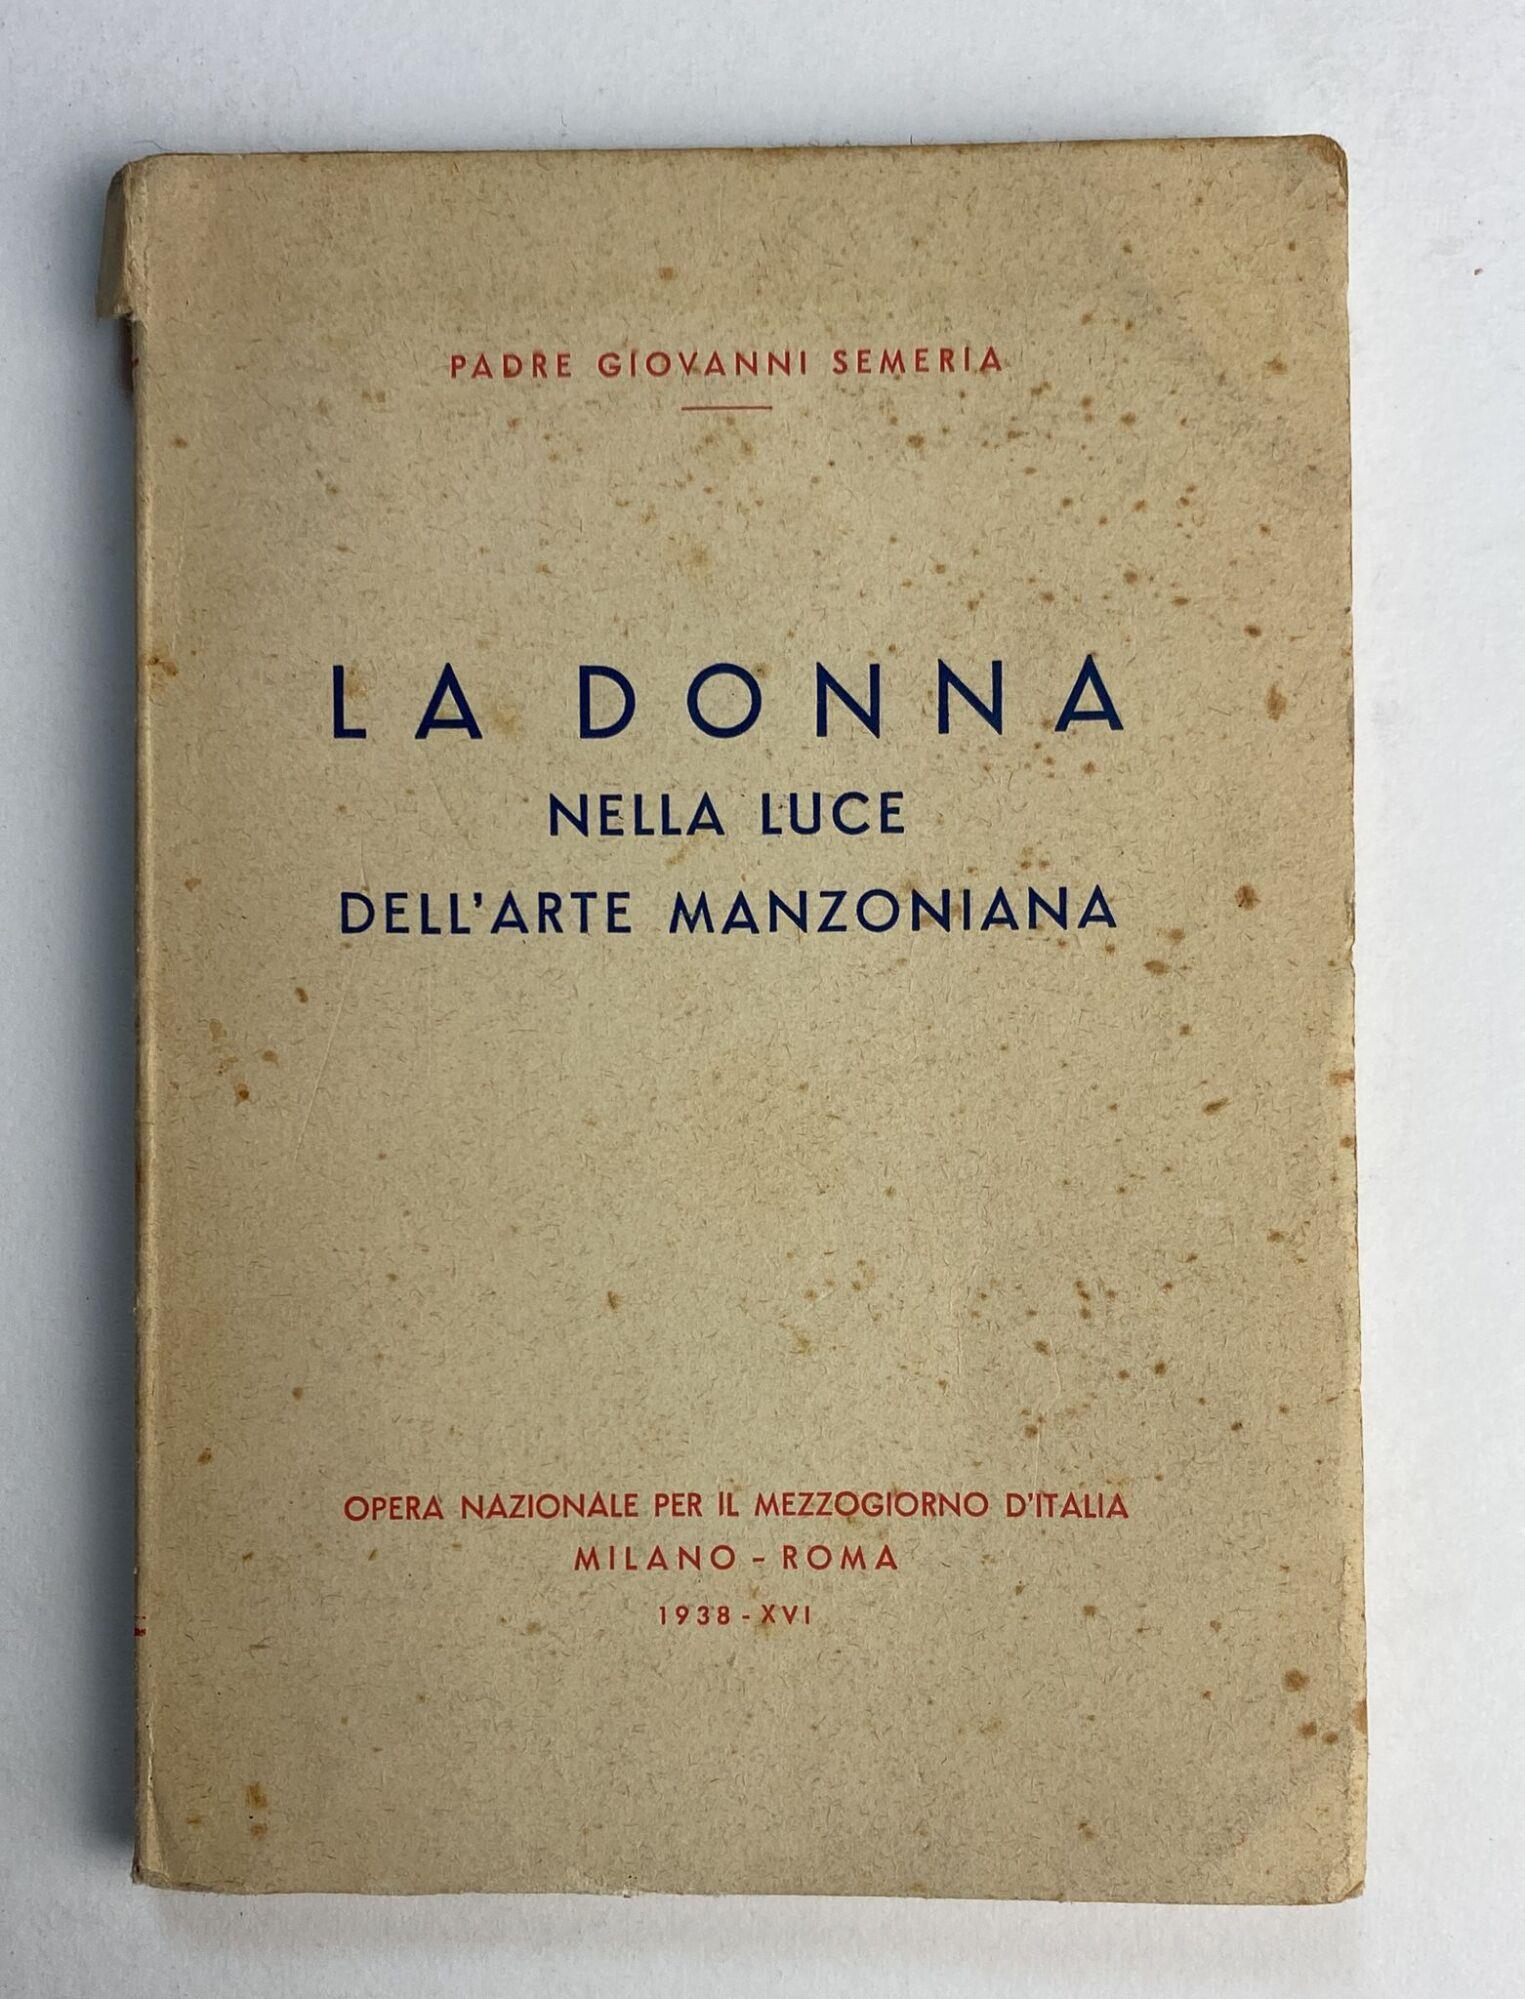 PADRE GIOVANNI SEMERIA
LA DONNA
NELLA LUCE
DELL'ARTE MANZONIANA
OPERA NAZIONALE PER IL MEZZOGIORNO D'ITALIA
MILANO - ROMA
1938 - XVI